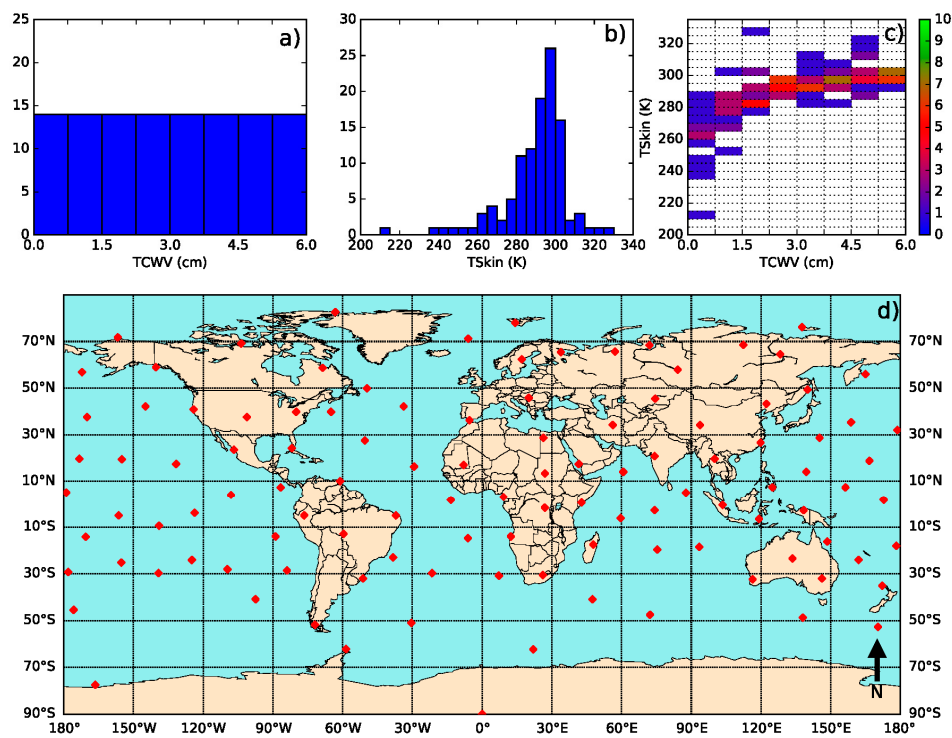 a)
25
20
15
10
5
0
0.0 1.5 3.0 4.5 6.0
TCWV (cm)
b)
30
25
20
15
10
5
0
200 220 240 260 280 300 320 340
TSkin (K)
c)
320
300
280
260
240
220
200
TSkin (K)
0.0 1.5 3.0 4.5 6.0
TCWV (cm)
10
9
8
7
6
5
4
3
2
1
0
d)
70°N
50°N
30°N
10°N
10°S
30°S
50°S
70°S
90°S
70°N
50°N
30°N
10°N
10°S
30°S
50°S
70°S
90°S
N
180° 150°W 120°W 90°W 60°W 30°W 0° 30°E 60°E 90°E 120°E 150°E 180°